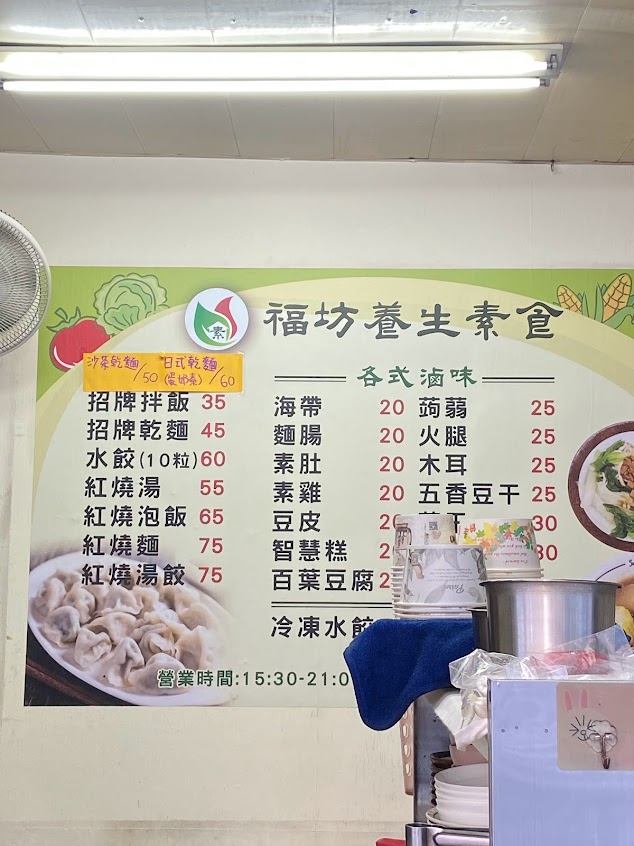 素
福坊養生素食
沙茶乾麵/50 日式乾麵(蛋奶素)/60
招牌拌飯 35
招牌乾麵 45
水餃(10粒) 60
紅燒湯 55
紅燒泡飯 65
紅燒麵 75
紅燒湯餃 75
各式滷味
海帶 20 蒟蒻 25
麵腸 20 火腿 25
素肚 20 木耳 25
素雞 20 五香豆干 25
豆皮 20 30
智慧糕
百葉豆腐
冷凍水餃
營業時間:15:30-21:0